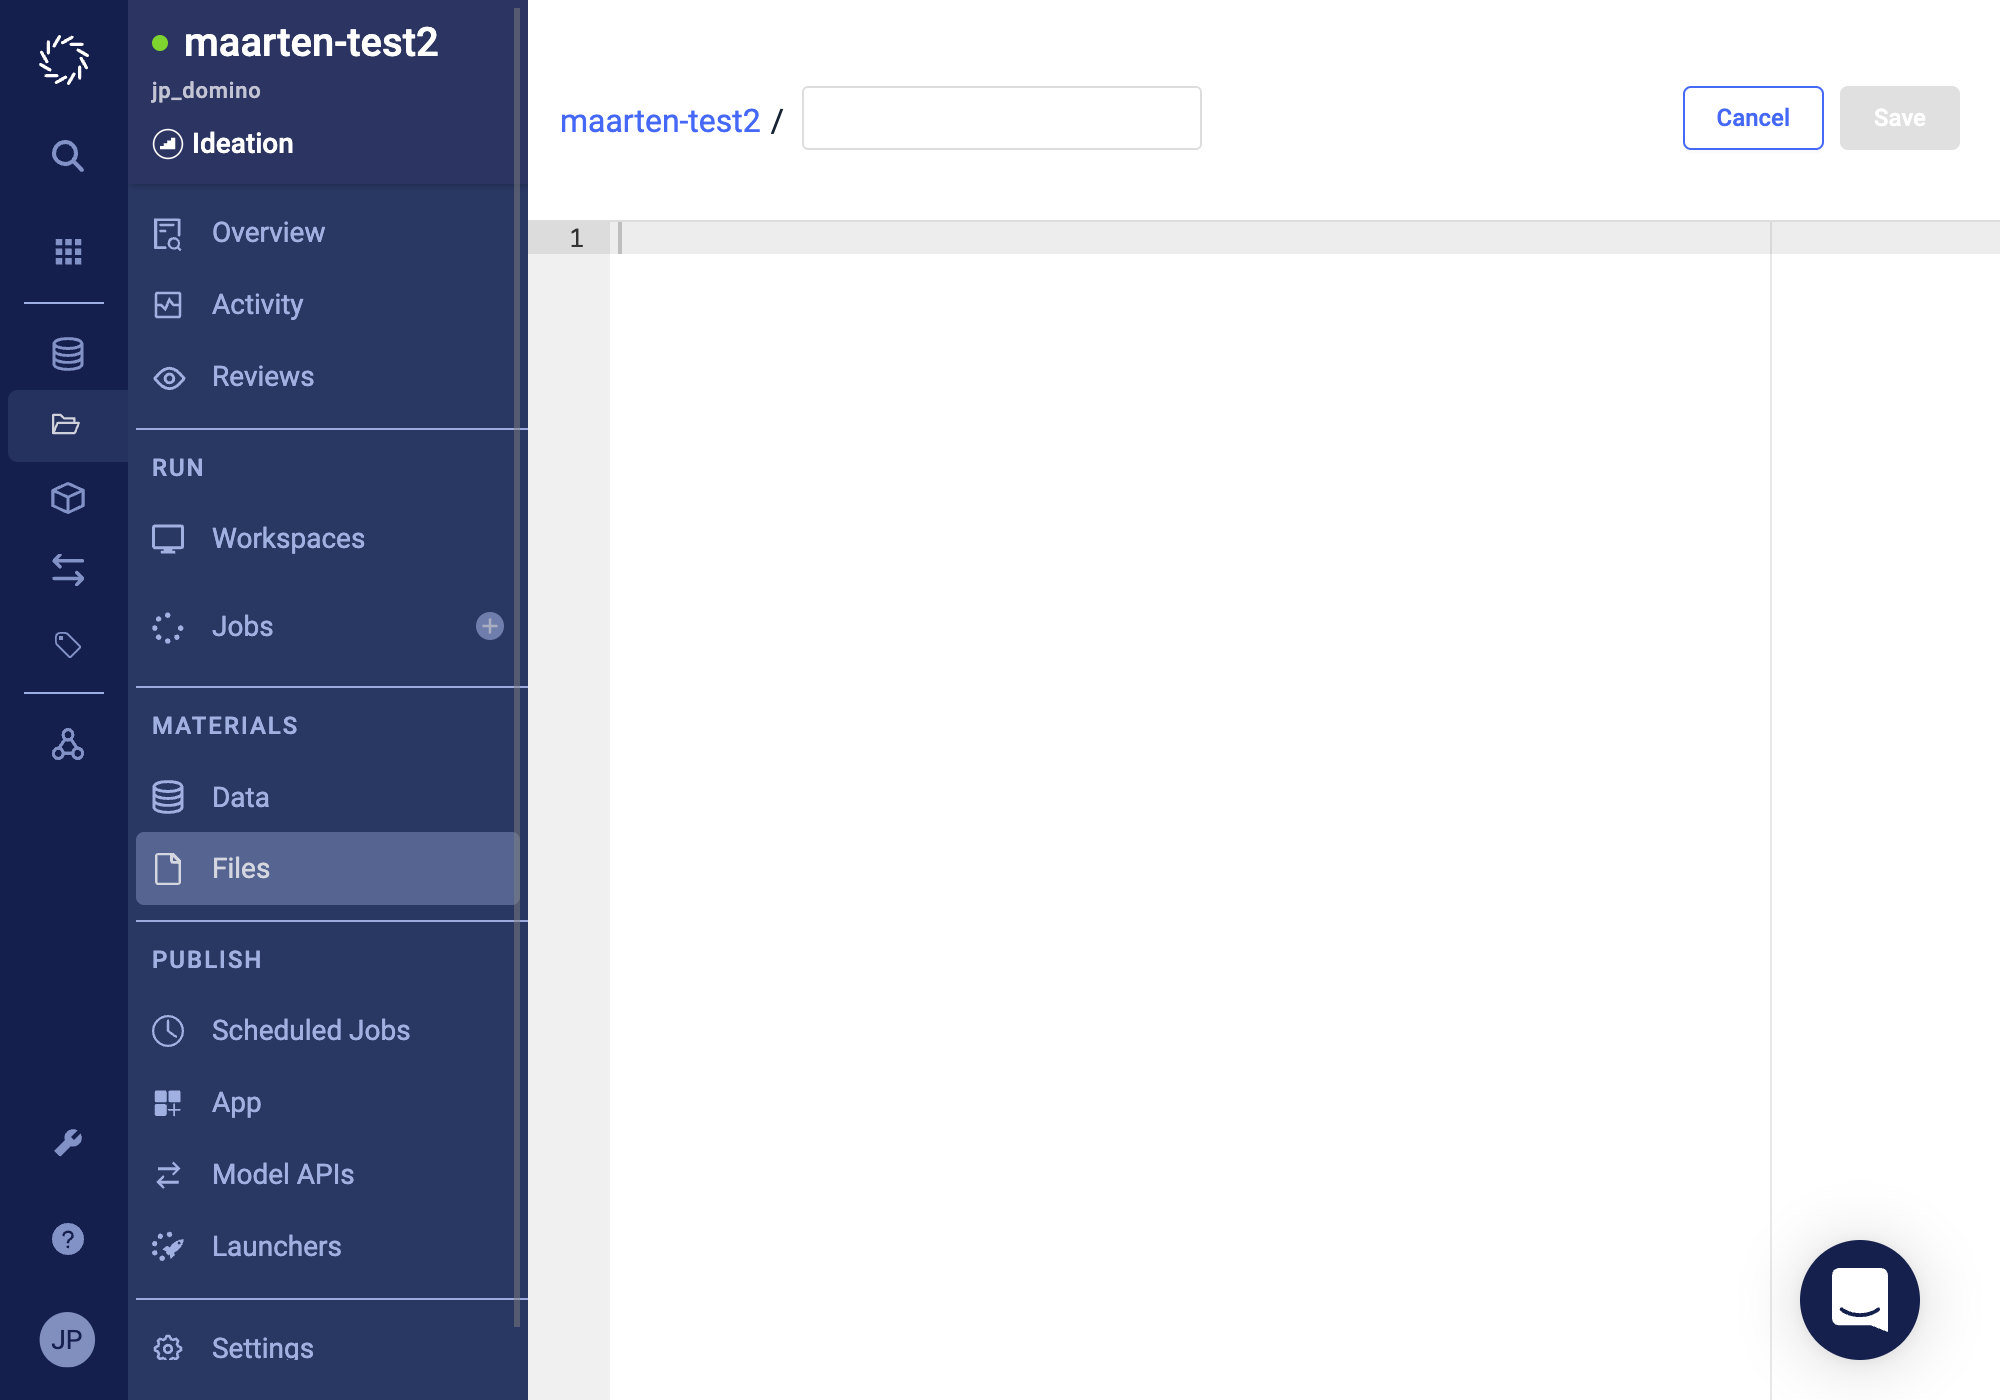 maarten-test2
jp_domino
Ideation
Overview
Activity
Reviews
RUN
Workspaces
Jobs
MATERIALS
Data
Files
PUBLISH
Scheduled Jobs
App
Model APIs
Launchers
Settings
?
JP
maarten-test2 /
Cancel
Save
1